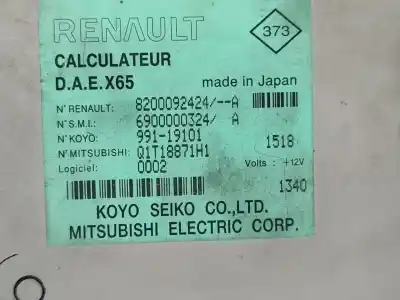 RENAULT
373
CALCULATEUR
D.A.E.X65 made in Japan
N° RENAULT: 8200092424/--A
N° S.M.I.: 6900000324/ A
N° KOYO: 991-19101 1518
N° MITSUBISHI: Q1T18871H1
Logiciel: 0002 Volts: +12V
1340
KOYO SEIKO CO.,LTD.
MITSUBISHI ELECTRIC CORP.